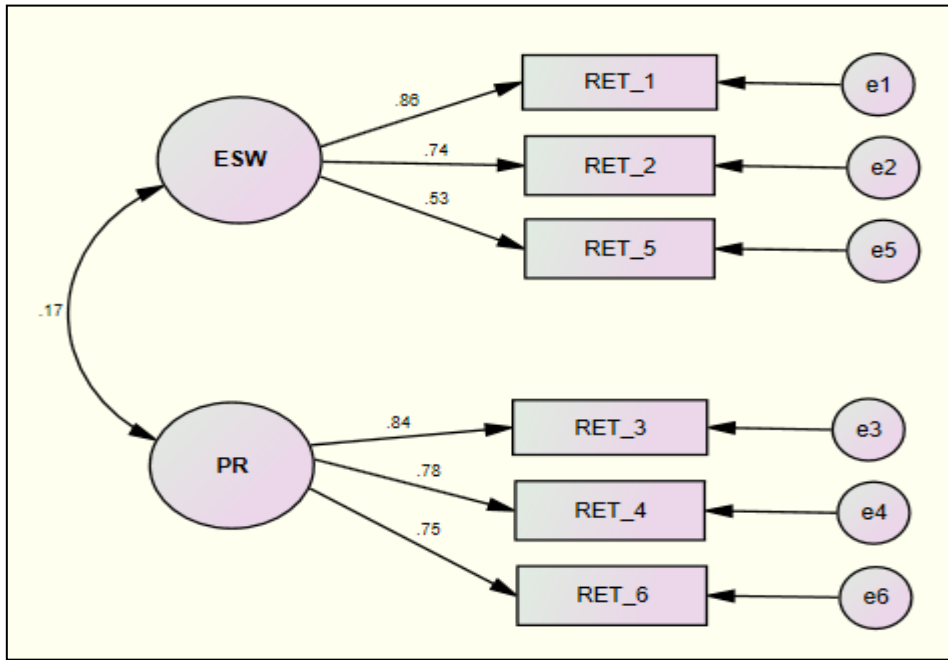 RET_1
e1
.86
ESW
.74
RET_2
e2
.53
RET_5
e5
.17
RET_3
e3
.84
PR
.78
RET_4
e4
.75
RET_6
e6